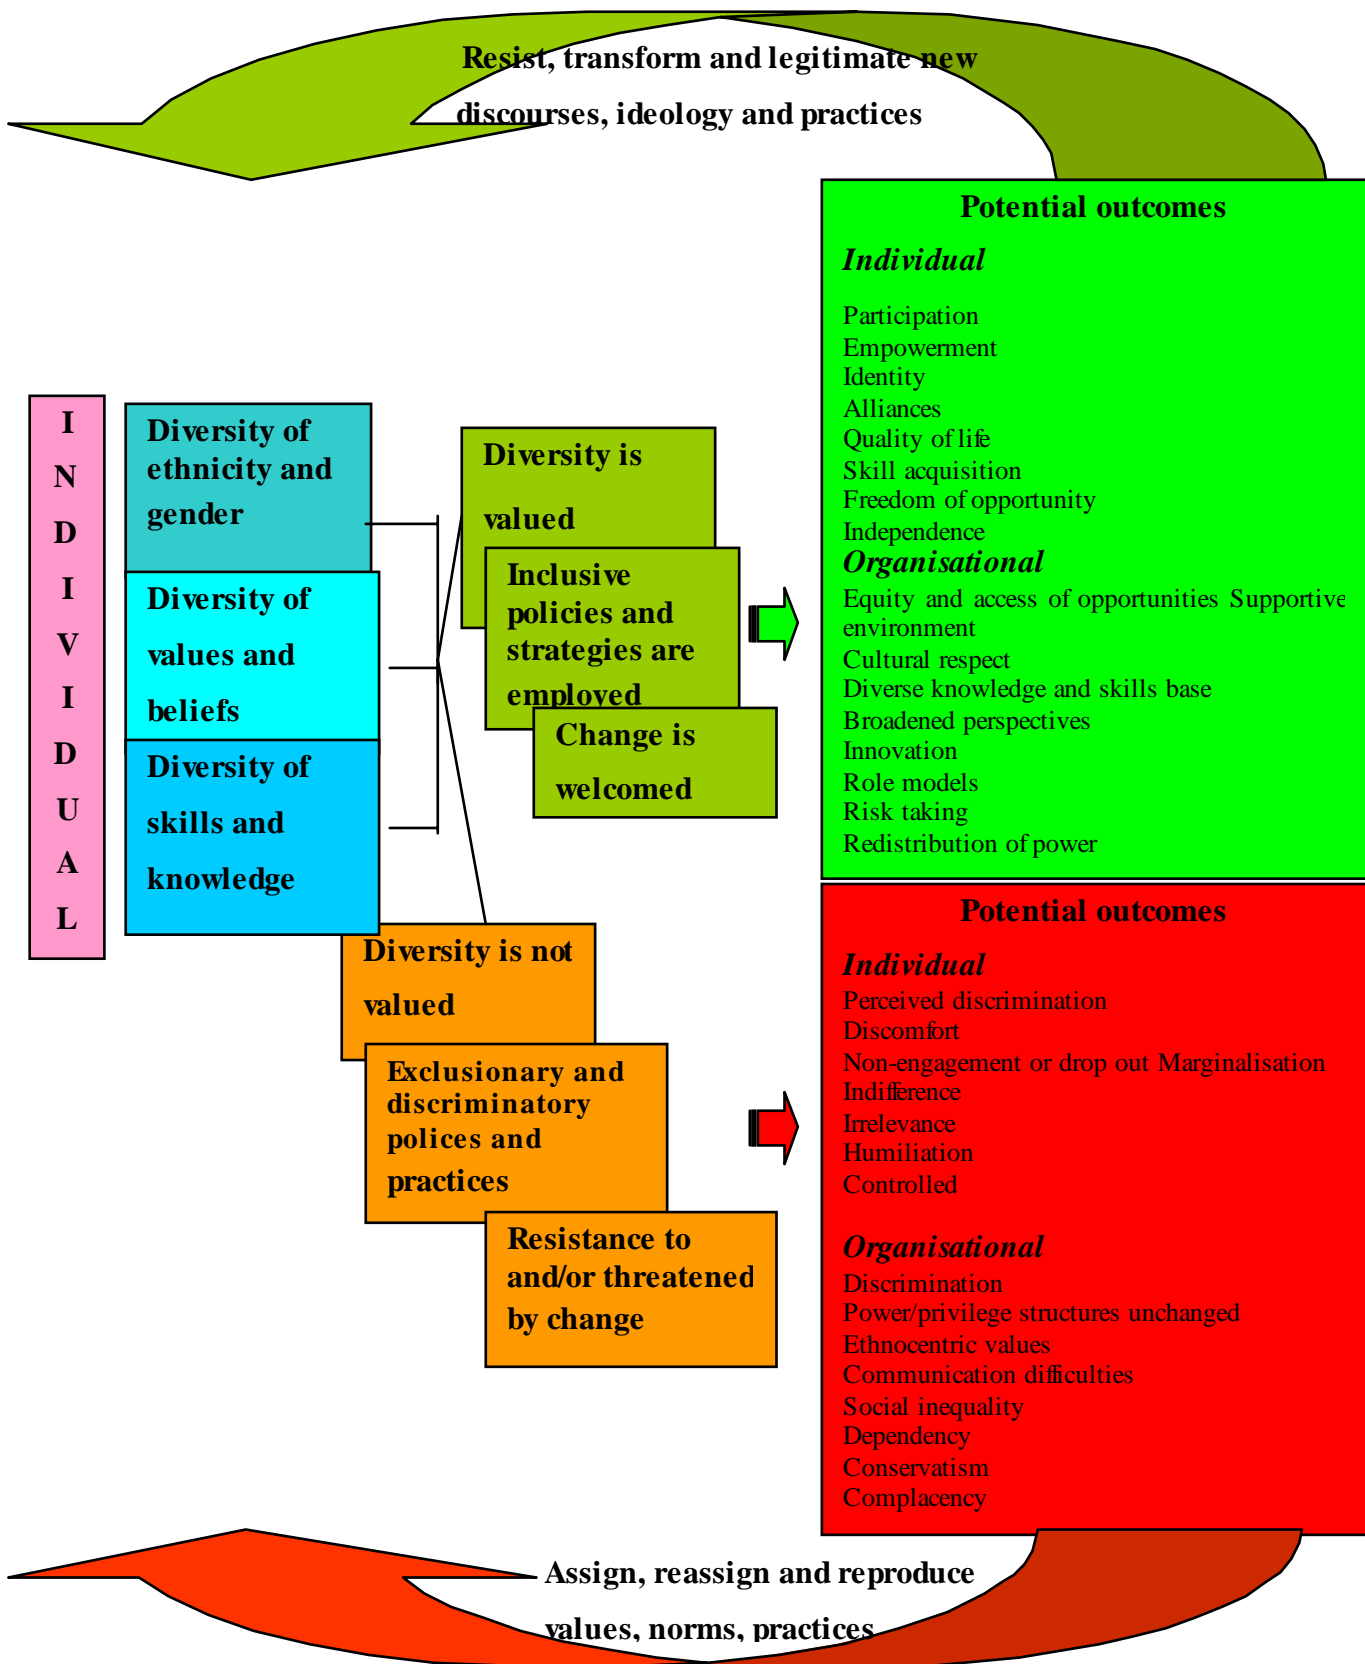 Resist, transform and legitimate new
discourses, ideology and practices
I
N
D
I
V
I
D
U
A
L
Diversity of
ethnicity and
gender
Diversity of
values and
beliefs
Diversity of
skills and
knowledge
Diversity is
valued
Inclusive
policies and
strategies are
employed
Change is
welcomed
Diversity is not
valued
Exclusionary and
discriminatory
polices and
practices
Resistance to
and/or threatened
by change
Potential outcomes
Individual
Participation
Empowerment
Identity
Alliances
Quality of life
Skill acquisition
Freedom of opportunity
Independence
Organisational
Equity and access of opportunities Supportive
environment
Cultural respect
Diverse knowledge and skills base
Broadened perspectives
Innovation
Role models
Risk taking
Redistribution of power
Potential outcomes
Individual
Perceived discrimination
Discomfort
Non-engagement or drop out Marginalisation
Indifference
Irrelevance
Humiliation
Controlled
Organisational
Discrimination
Power/privilege structures unchanged
Ethnocentric values
Communication difficulties
Social inequality
Dependency
Conservatism
Complacency
Assign, reassign and reproduce
values, norms, practices